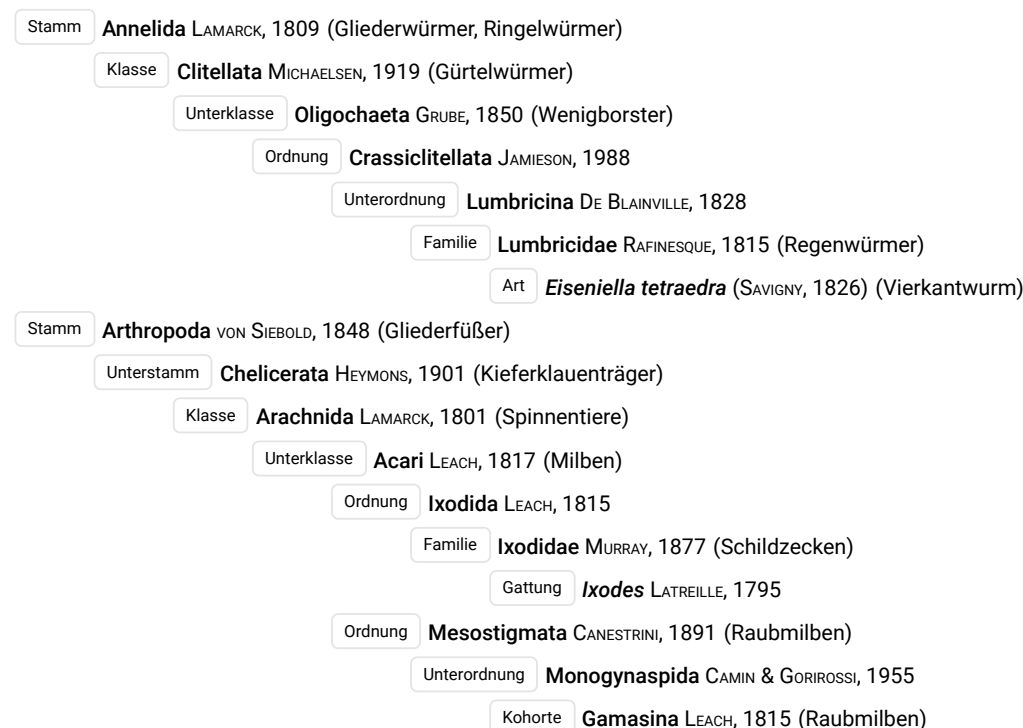 Stamm Annelida Lamarck, 1809 (Gliederwürmer, Ringelwürmer)
Klasse Clitellata Michaelsen, 1919 (Gürtelwürmer)
Unterklasse Oligochaeta Grube, 1850 (Wenigborster)
Ordnung Crassiclitellata Jamieson, 1988
Unterordnung Lumbricina De Blainville, 1828
Familie Lumbricidae Rafinesque, 1815 (Regenwürmer)
Art Eiseniella tetraedra (Savigny, 1826) (Vierkantwurm)
Stamm Arthropoda von Siebold, 1848 (Gliederfüßer)
Unterstamm Chelicerata Heymons, 1901 (Kieferklauenträger)
Klasse Arachnida Lamarck, 1801 (Spinnentiere)
Unterklasse Acari Leach, 1817 (Milben)
Ordnung Ixodida Leach, 1815
Familie Ixodidae Murray, 1877 (Schildzecken)
Gattung Ixodes Latreille, 1795
Ordnung Mesostigmata Canestrini, 1891 (Raubmilben)
Unterordnung Monogynaspida Camin & Gorirossi, 1955
Kohorte Gamasina Leach, 1815 (Raubmilben)